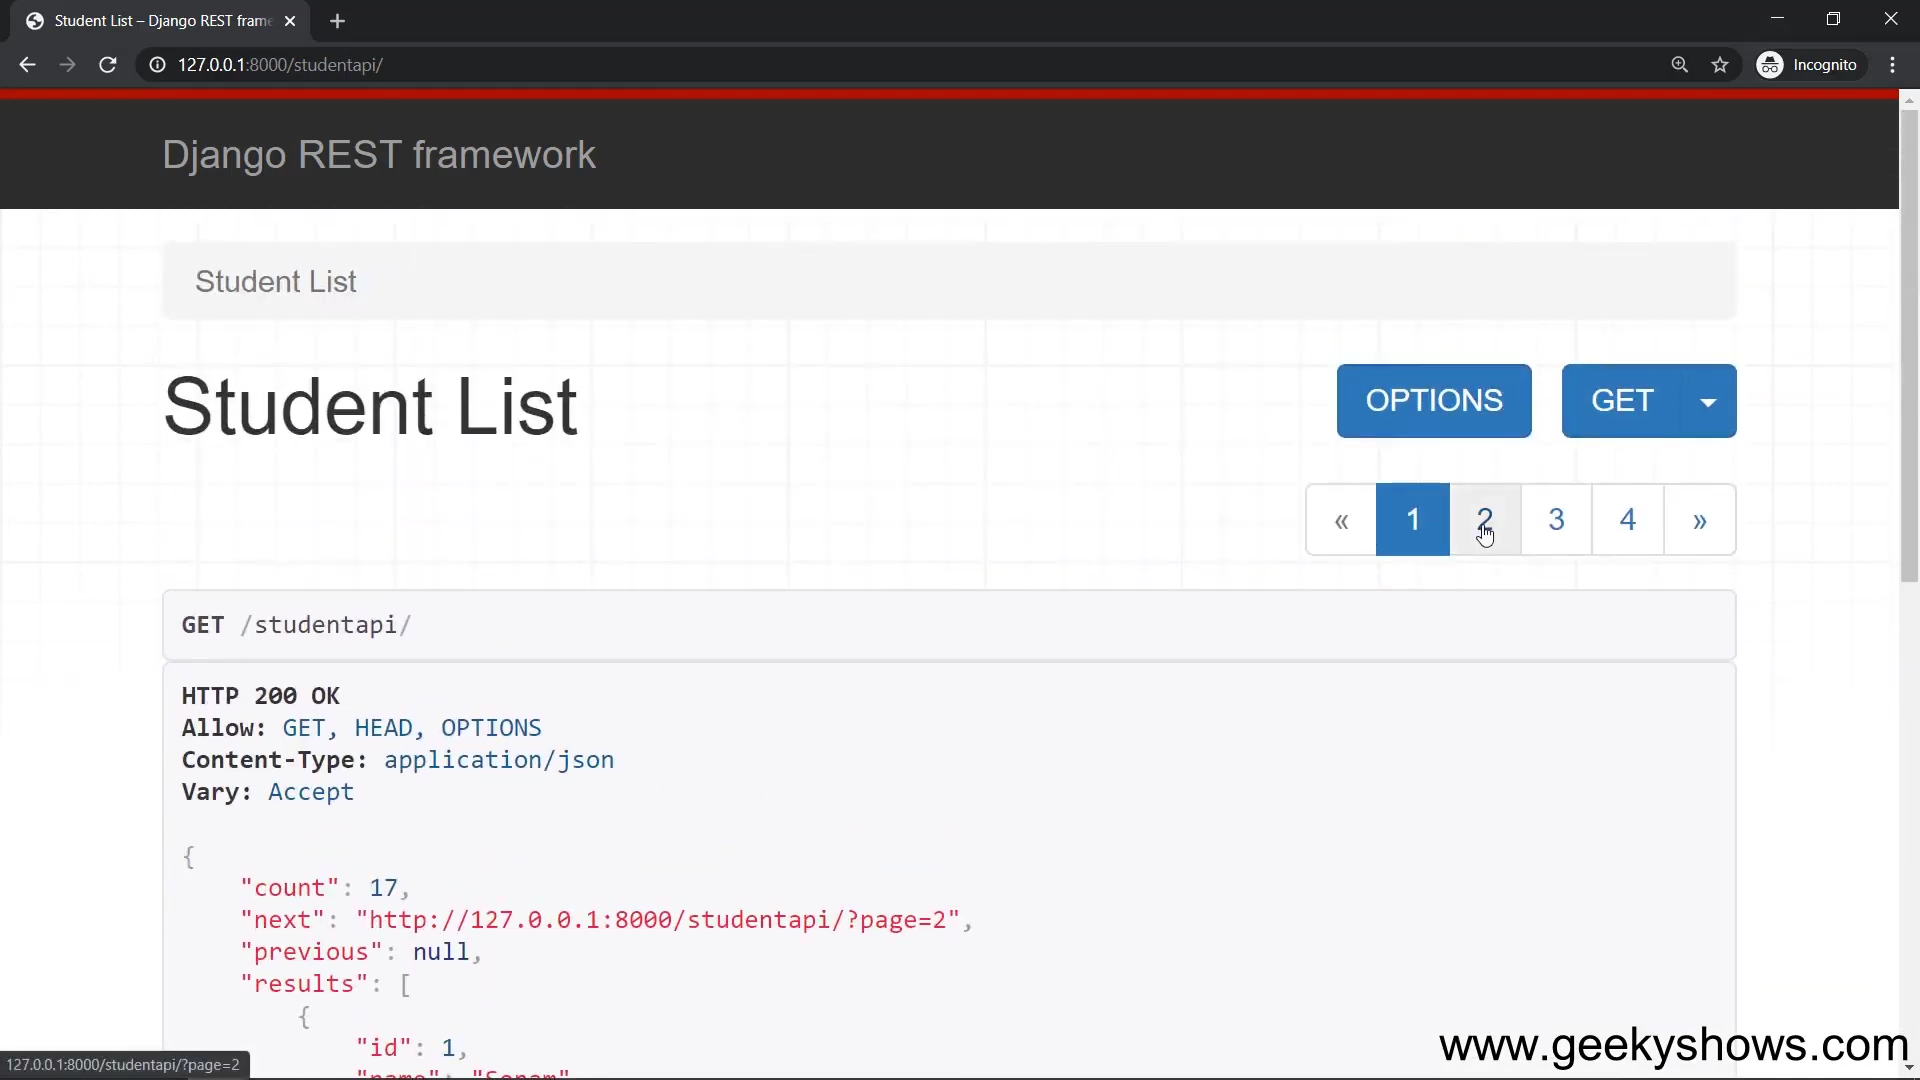 Student List – Django REST frame
127.0.0.1:8000/studentapi/
Incognito
Django REST framework
Student List
Student List
OPTIONS
GET
« 1 2 3 4 »
GET /studentapi/
HTTP 200 OK
Allow: GET, HEAD, OPTIONS
Content-Type: application/json
Vary: Accept
{
"count": 17,
"next": "http://127.0.0.1:8000/studentapi/?page=2",
"previous": null,
"results": [
{
"id": 1,
"name": "Sonam"
www.geekyshows.com
127.0.0.1:8000/studentapi/?page=2